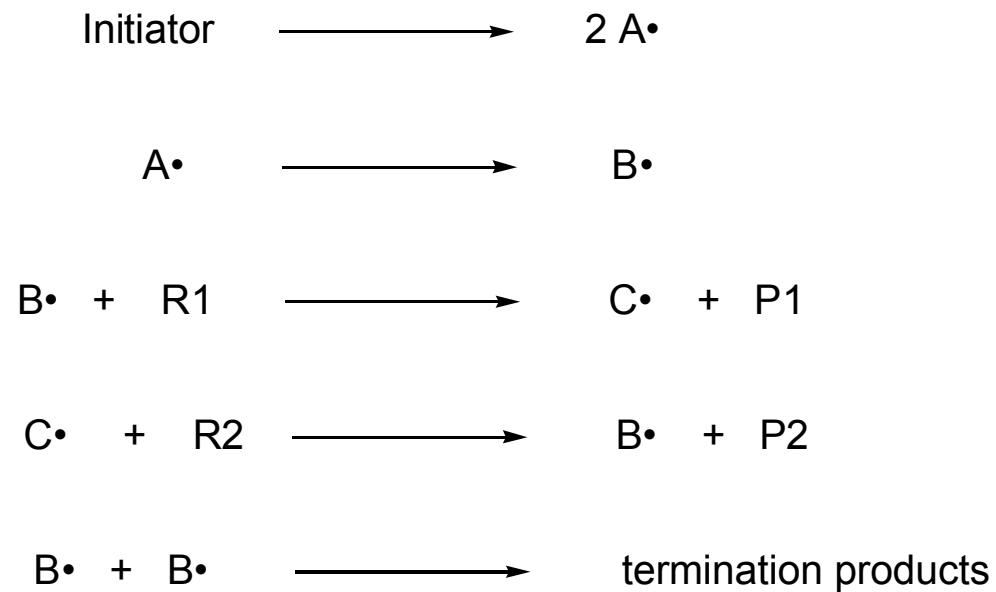 Initiator ⟶ 2 A•
A• ⟶ B•
B• + R1 ⟶ C• + P1
C• + R2 ⟶ B• + P2
B• + B• ⟶ termination products